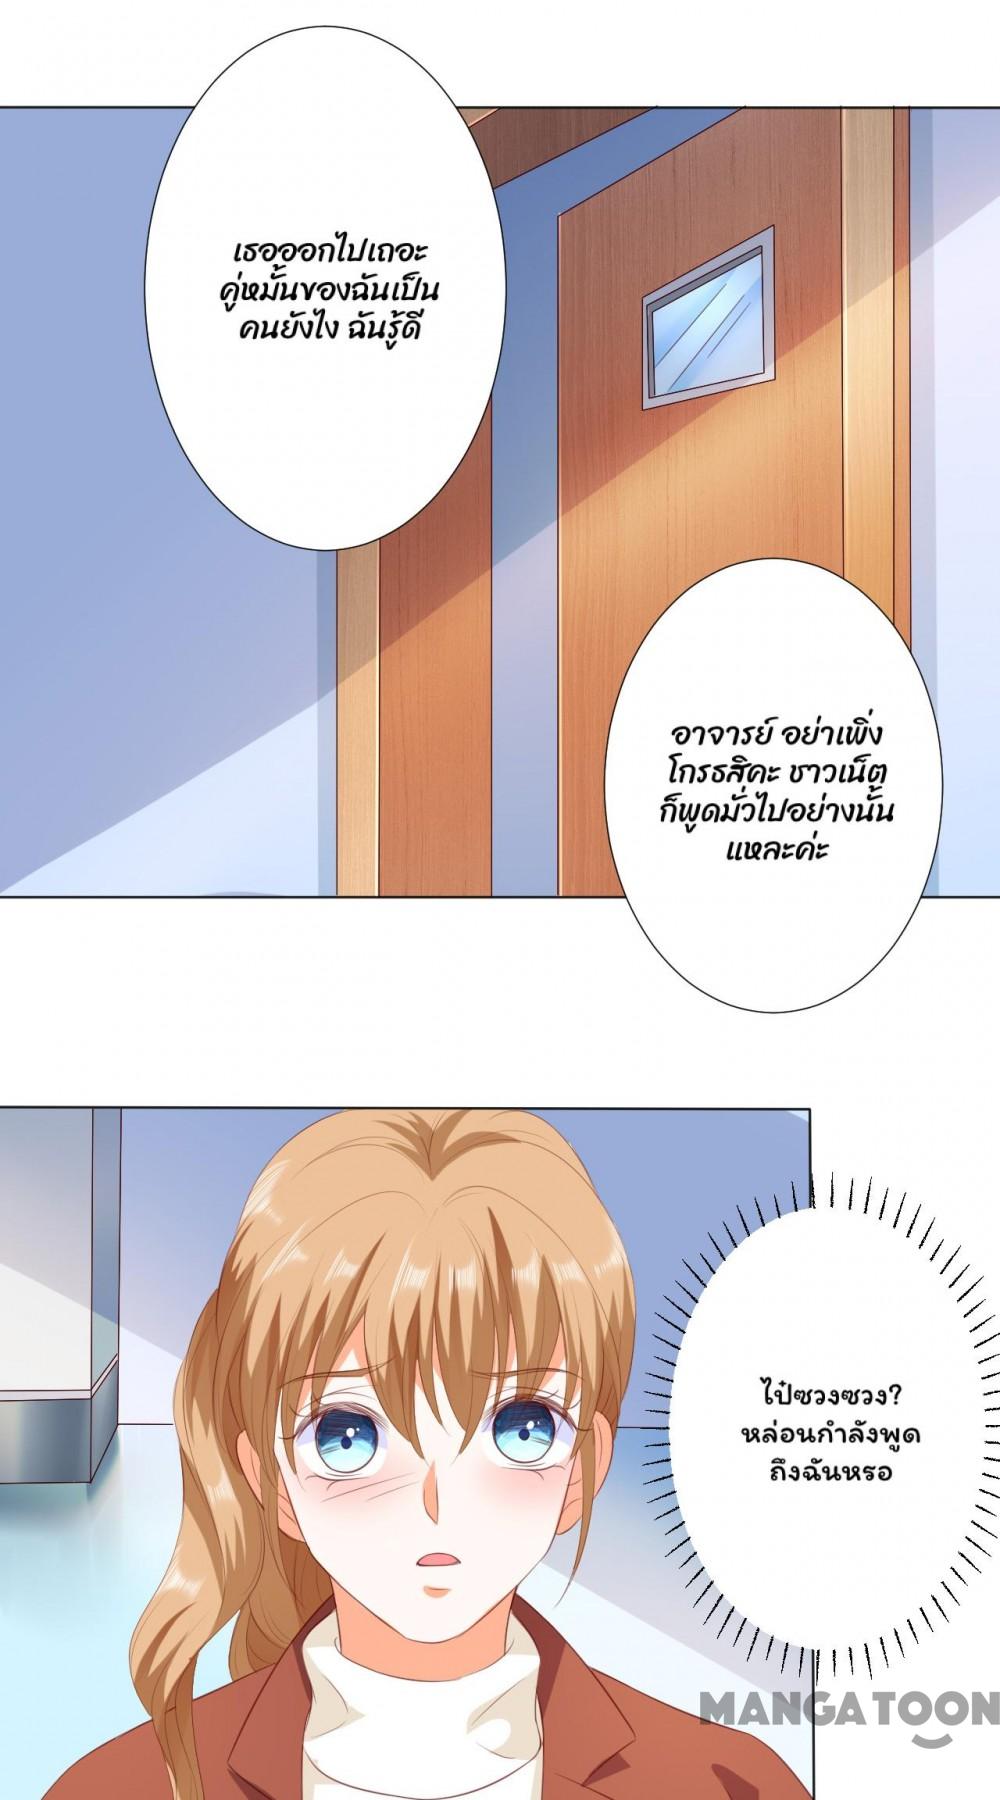 เธอออกไปเถอะ
คู่หมั้นของฉันเป็น
คนยังไง ฉันรู้ดี
อาจารย์ อย่าเพิ่ง
โกรธสิคะ ชาวเน็ต
ก็พูดมั่วไปอย่างนั้น
แหละค่ะ
ไป๋ซวงซวง?
หล่อนกำลังพูด
ถึงฉันหรอ
MANGATOON